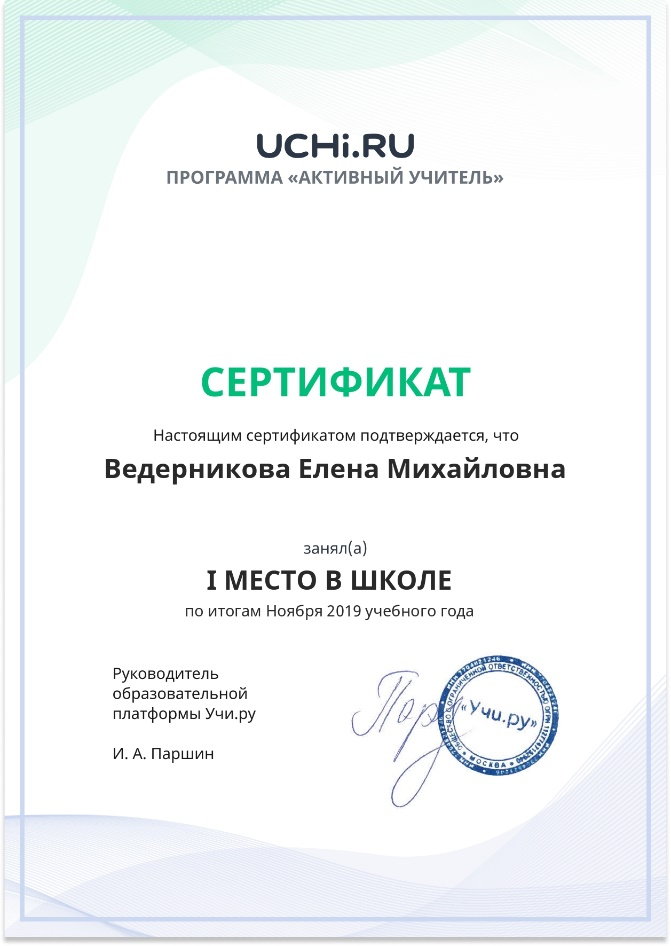 UCHi.RU
ПРОГРАММА «АКТИВНЫЙ УЧИТЕЛЬ»
СЕРТИФИКАТ
Настоящим сертификатом подтверждается, что
Ведерникова Елена Михайловна
занял(а)
I МЕСТО В ШКОЛЕ
по итогам Ноября 2019 учебного года
Руководитель
образовательной
платформы Учи.ру
И. А. Паршин
«Учи.ру»
МОСКВА